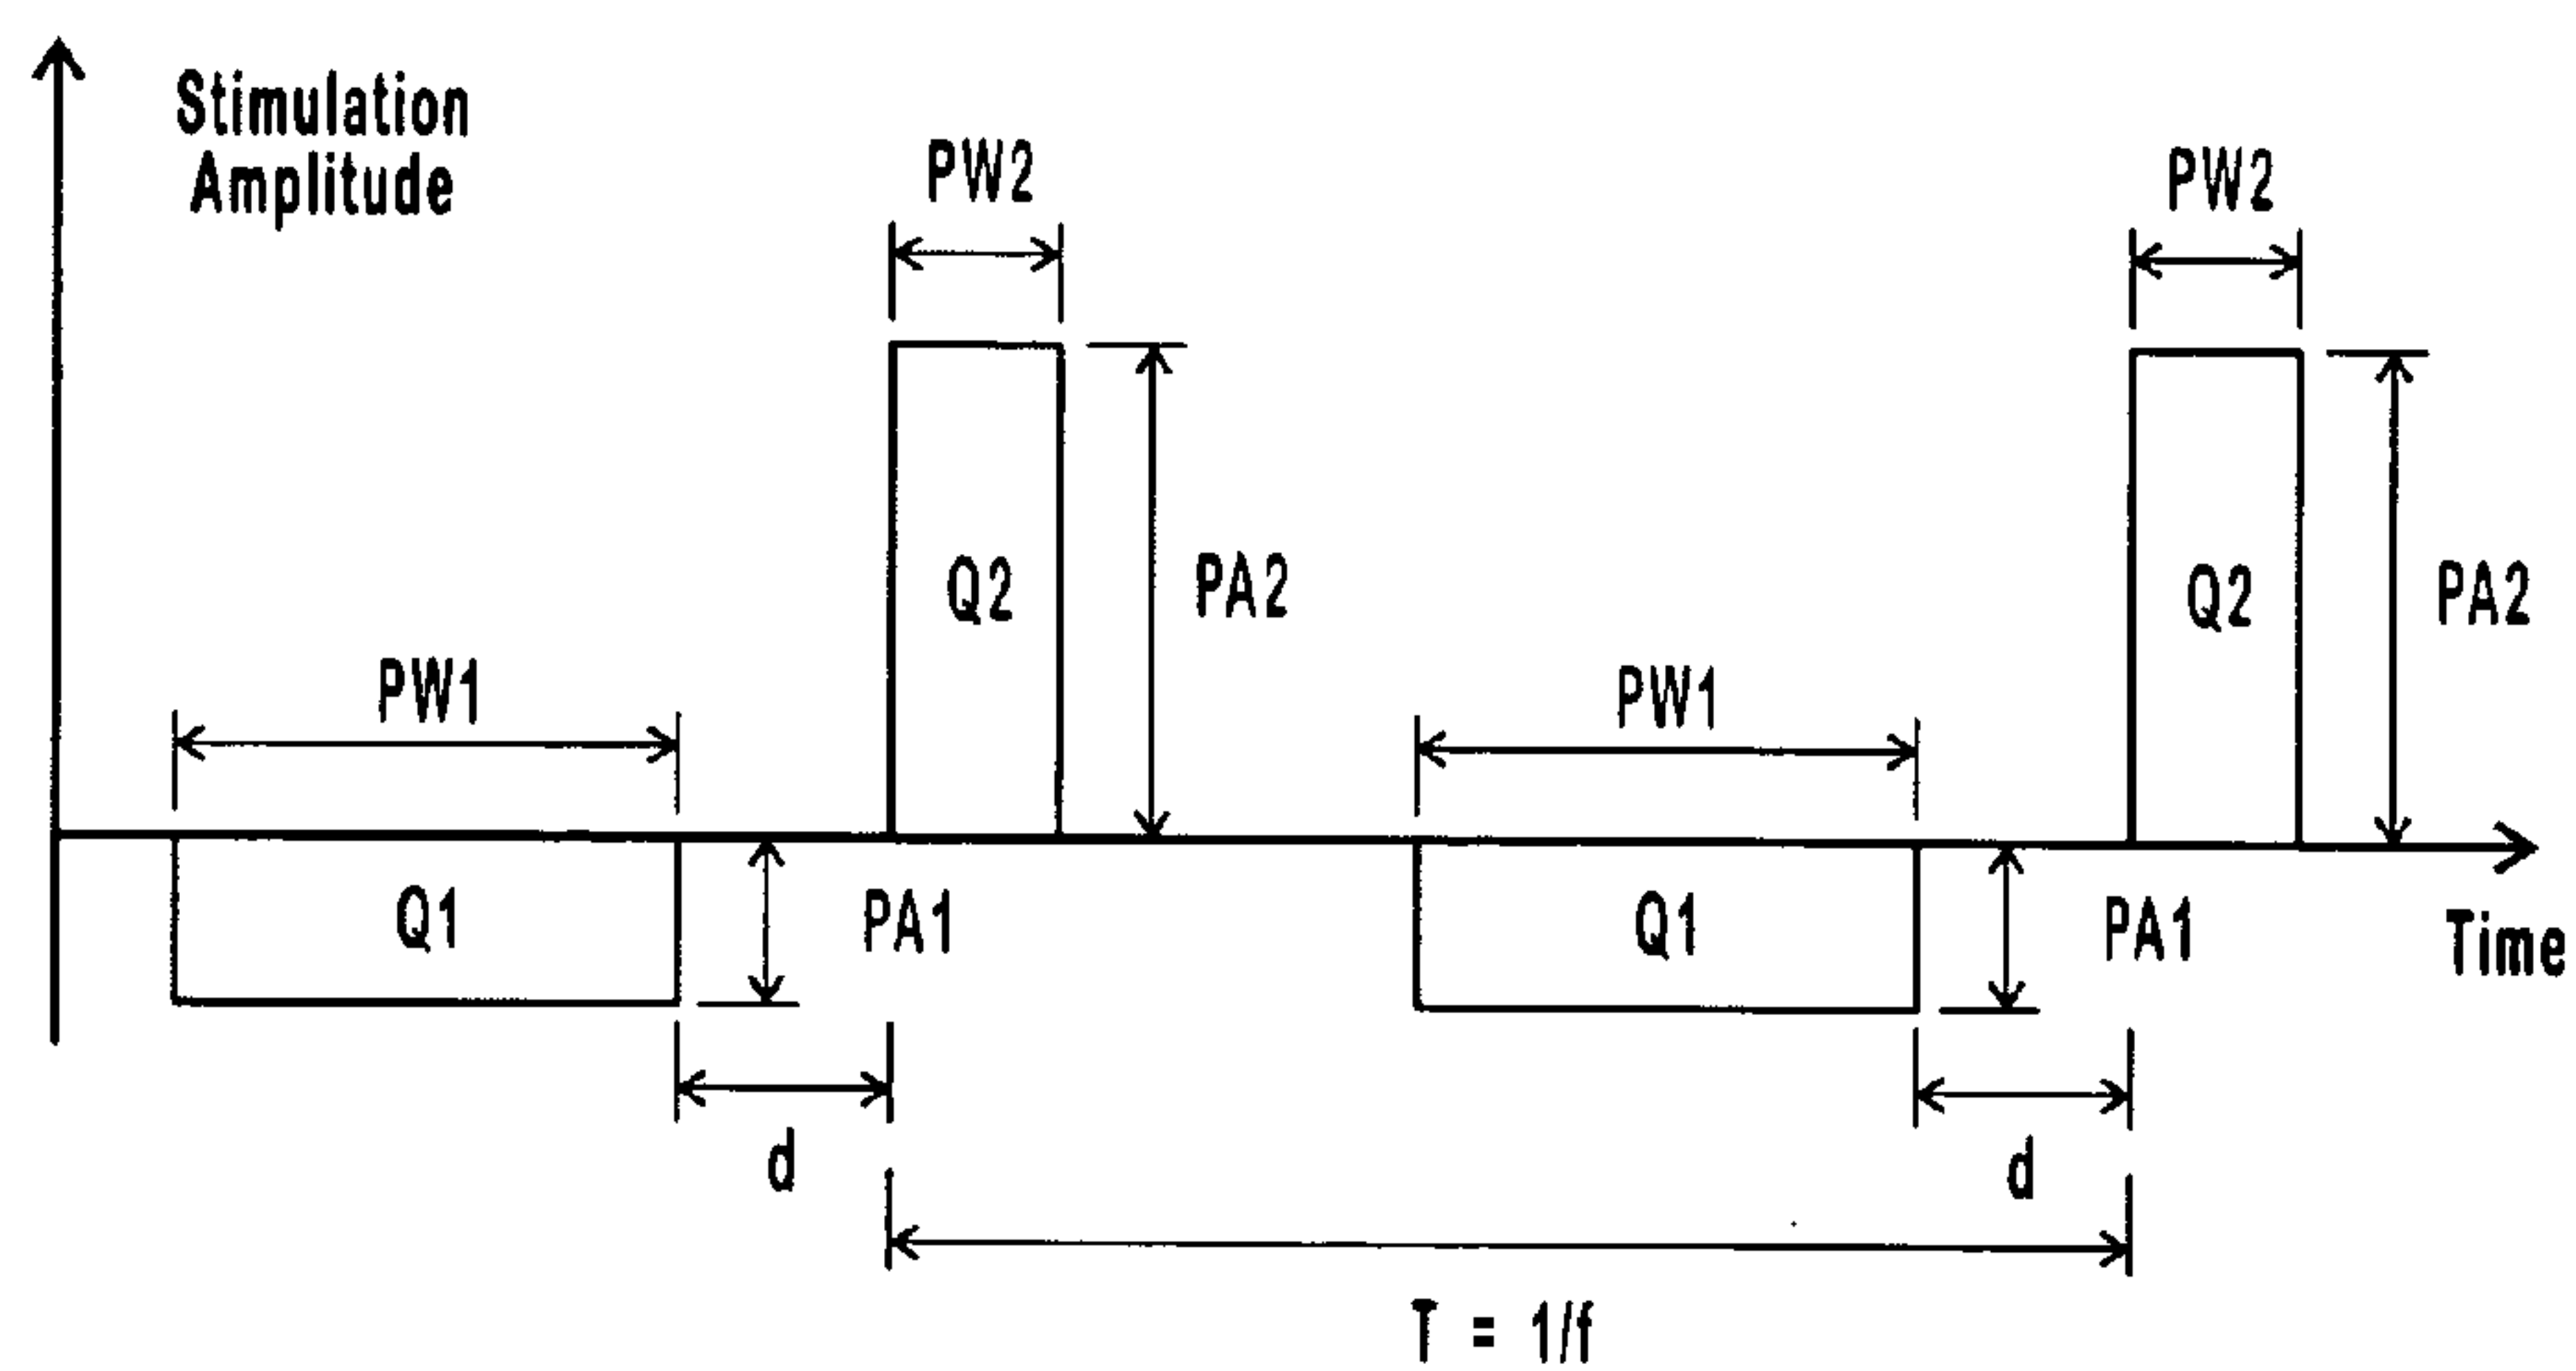 Stimulation
Amplitude
PW2
PW2
Q2
PA2
Q2
PA2
PW1
PW1
Q1
PA1
Q1
PA1
Time
d
d
T = 1/f